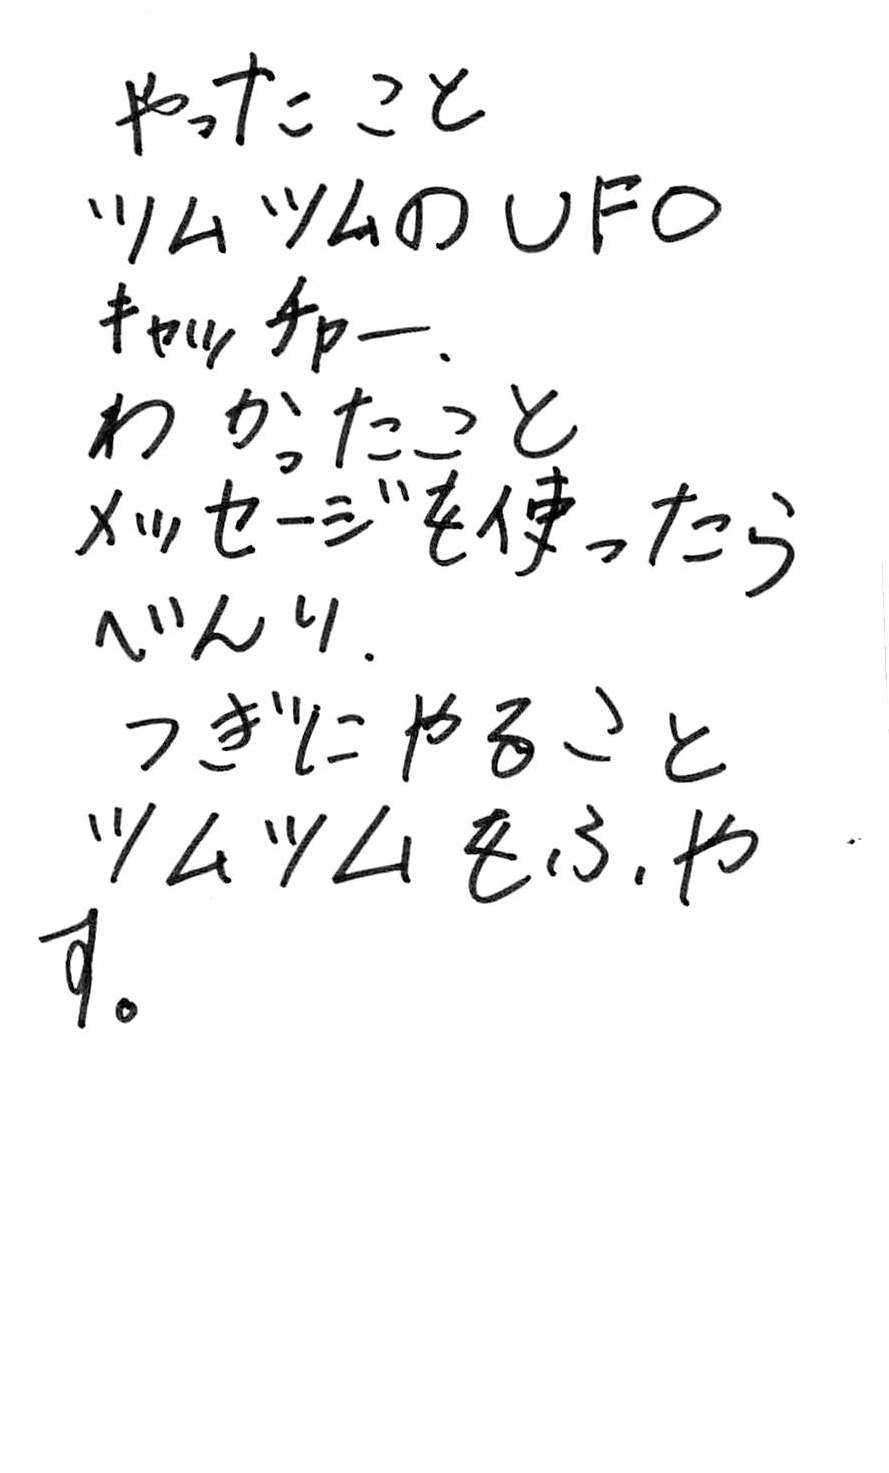 やったこと
ツムツムのUFO
キャッチャー.
わかったこと
メッセージを使ったら
べんり.
つぎにやること
ツムツムをふや
す。